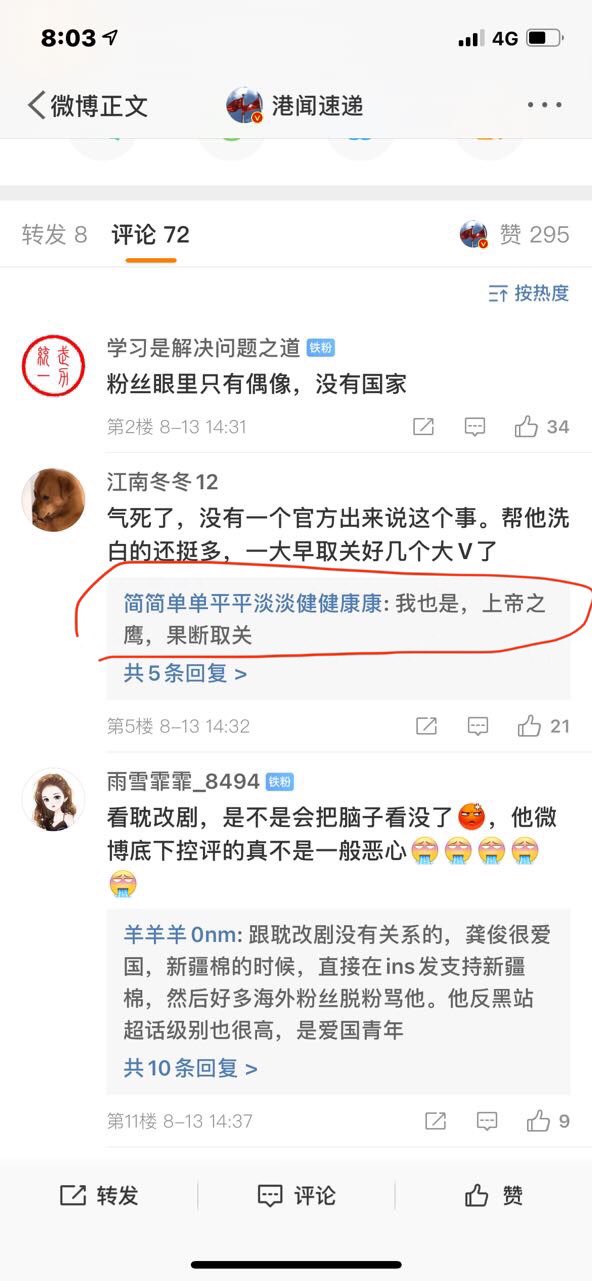 8:03
4G
微博正文
港闻速递
转发 8
评论 72
赞 295
按热度
学习是解决问题之道 铁粉
粉丝眼里只有偶像，没有国家
第2楼 8-13 14:31
34
江南冬冬12
气死了，没有一个官方出来说这个事。帮他洗
白的还挺多，一大早取关好几个大V了
简简单单平平淡淡健健康康: 我也是，上帝之
鹰，果断取关
共5条回复 >
第5楼 8-13 14:32
21
雨雪霏霏_8494 铁粉
看耽改剧，是不是会把脑子看没了，他微
博底下控评的真不是一般恶心
羊羊羊0nm: 跟耽改剧没有关系的，龚俊很爱
国，新疆棉的时候，直接在ins发支持新疆
棉，然后好多海外粉丝脱粉骂他。他反黑站
超话级别也很高，是爱国青年
共10条回复 >
第11楼 8-13 14:37
9
转发
评论
赞